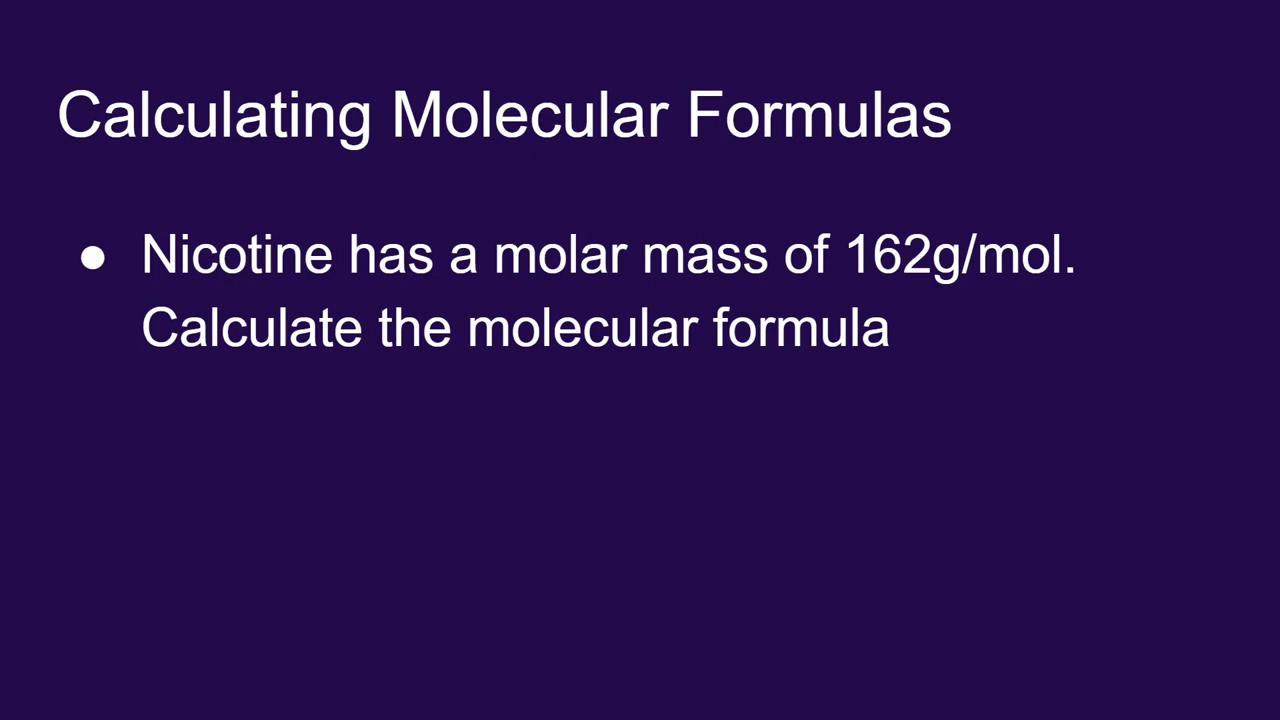 Calculating Molecular Formulas
● Nicotine has a molar mass of 162g/mol.
Calculate the molecular formula